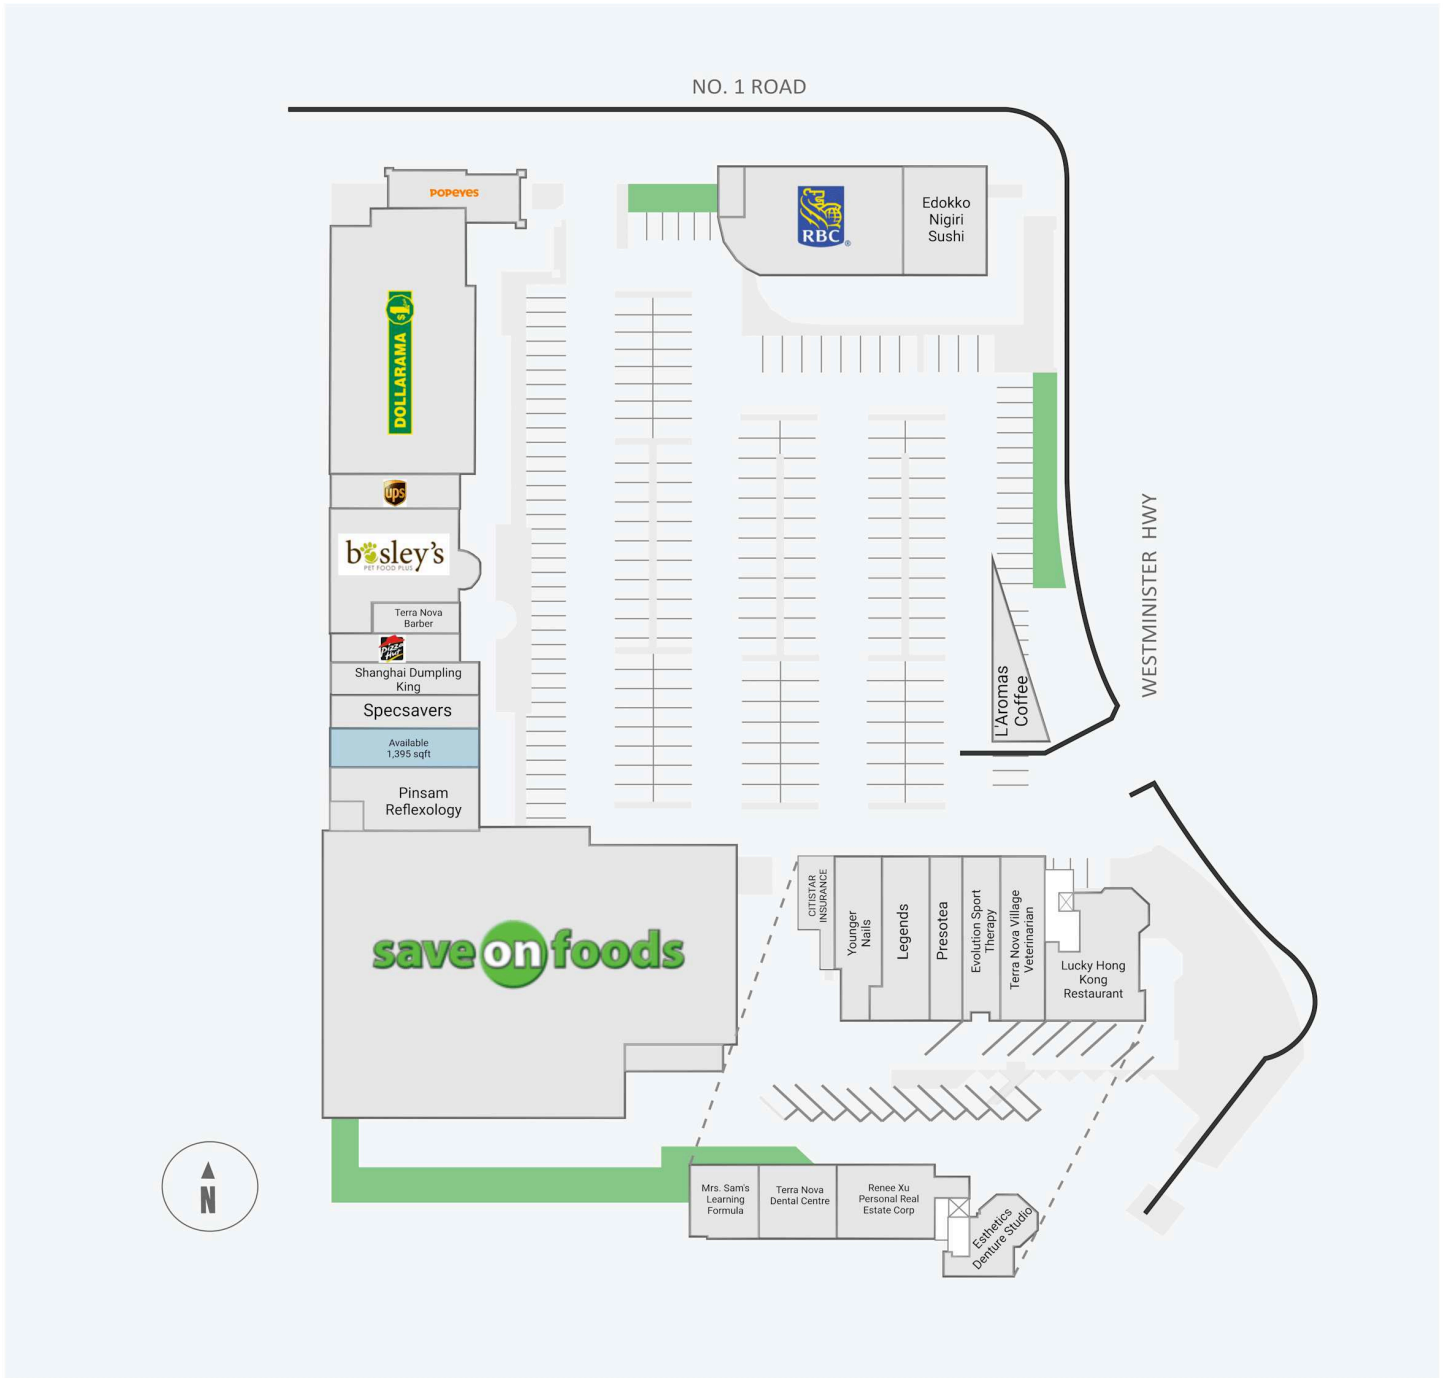 NO. 1 ROAD
POPEYES
RBC
®
Edokko
Nigiri
Sushi
DOLLARAMA $1
ups
bosley's
PET FOOD PLUS
Terra Nova
Barber
Pizza
Hut
Shanghai Dumpling
King
Specsavers
Available
1,395 sqft
Pinsam
Reflexology
WESTMINISTER HWY
L'Aromas
Coffee
save on foods
CITISTAR
INSURANCE
Younger
Nails
Legends
Presotea
Evolution Sport
Therapy
Terra Nova Village
Veterinarian
Lucky Hong
Kong
Restaurant
N
Mrs. Sam's
Learning
Formula
Terra Nova
Dental Centre
Renee Xu
Personal Real
Estate Corp
Esthetics
Denture Studio